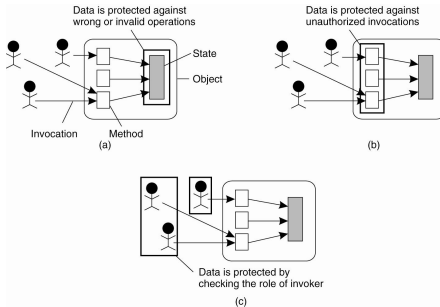 Data is protected against
wrong or invalid operations
State
Object
Invocation
Method
(a)
Data is protected against
unauthorized invocations
(b)
Data is protected by
checking the role of invoker
(c)